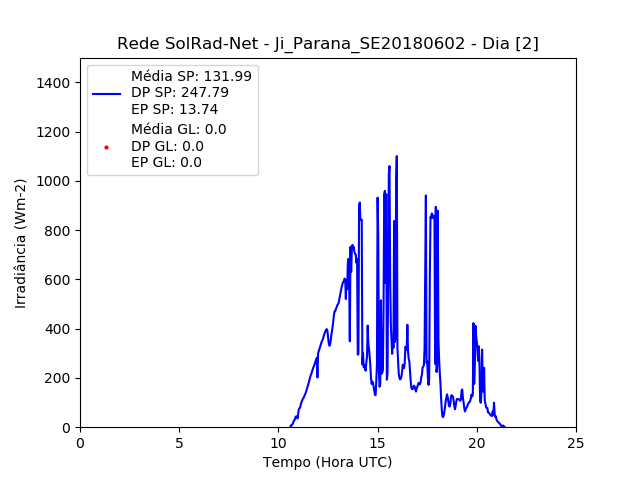 Rede SolRad-Net - Ji_Parana_SE20180602 - Dia [2]
Média SP: 131.99
DP SP: 247.79
EP SP: 13.74
Média GL: 0.0
DP GL: 0.0
EP GL: 0.0
Irradiância (Wm-2)
1400
1200
1000
800
600
400
200
0
0 5 10 15 20 25
Tempo (Hora UTC)